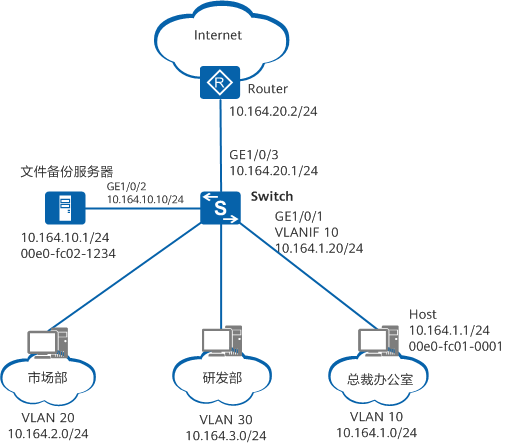 Internet
R
Router
10.164.20.2/24
GE1/0/3
10.164.20.1/24
文件备份服务器
GE1/0/2
10.164.10.10/24
Switch
S
GE1/0/1
VLANIF 10
10.164.1.20/24
10.164.10.1/24
00e0-fc02-1234
Host
10.164.1.1/24
00e0-fc01-0001
市场部
研发部
总裁办公室
VLAN 20
10.164.2.0/24
VLAN 30
10.164.3.0/24
VLAN 10
10.164.1.0/24